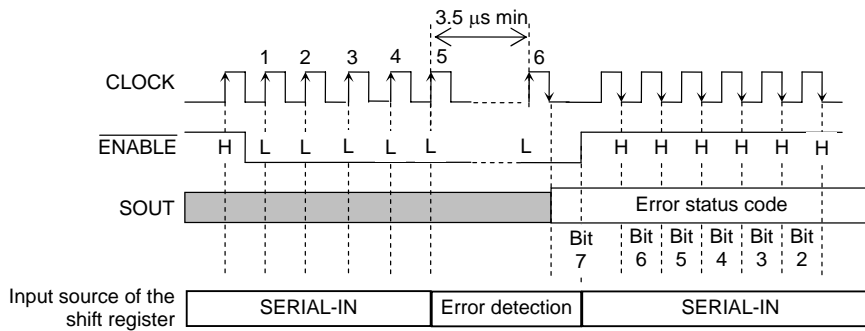 3.5 μs min
1 2 3 4 5 6
CLOCK
ENABLE H L L L L L L H H H H H H
SOUT Error status code
Bit 7 Bit 6 Bit 5 Bit 4 Bit 3 Bit 2
Input source of the shift register SERIAL-IN Error detection SERIAL-IN